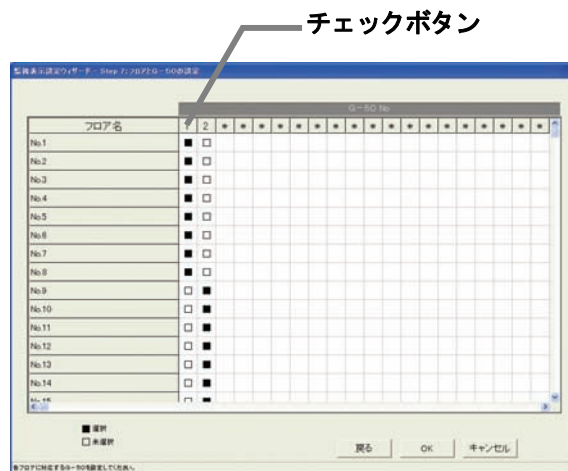 チェックボタン
監視表示設定ウィザード - Step 7:フロアとG-50の設定
G-50 No
フロア名 1 2 * * * * * * * * * * * * * * * * * *
No.1 ■ □
No.2 ■ □
No.3 ■ □
No.4 ■ □
No.5 ■ □
No.6 ■ □
No.7 ■ □
No.8 ■ □
No.9 □ ■
No.10 □ ■
No.11 □ ■
No.12 □ ■
No.13 □ ■
No.14 □ ■
No.15 □ ■
■ 選択
□ 未選択
戻る OK キャンセル
各フロアに対応するG-50を設定してください。